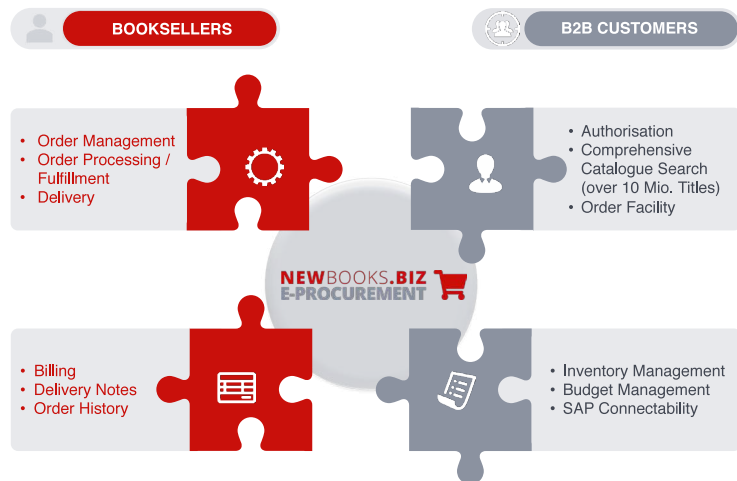 BOOKSELLERS
B2B CUSTOMERS
• Order Management
• Order Processing /
Fulfillment
• Delivery
• Authorisation
• Comprehensive
Catalogue Search
(over 10 Mio. Titles)
• Order Facility
NEWBOOKS.BIZ
E-PROCUREMENT
• Billing
• Delivery Notes
• Order History
• Inventory Management
• Budget Management
• SAP Connectability